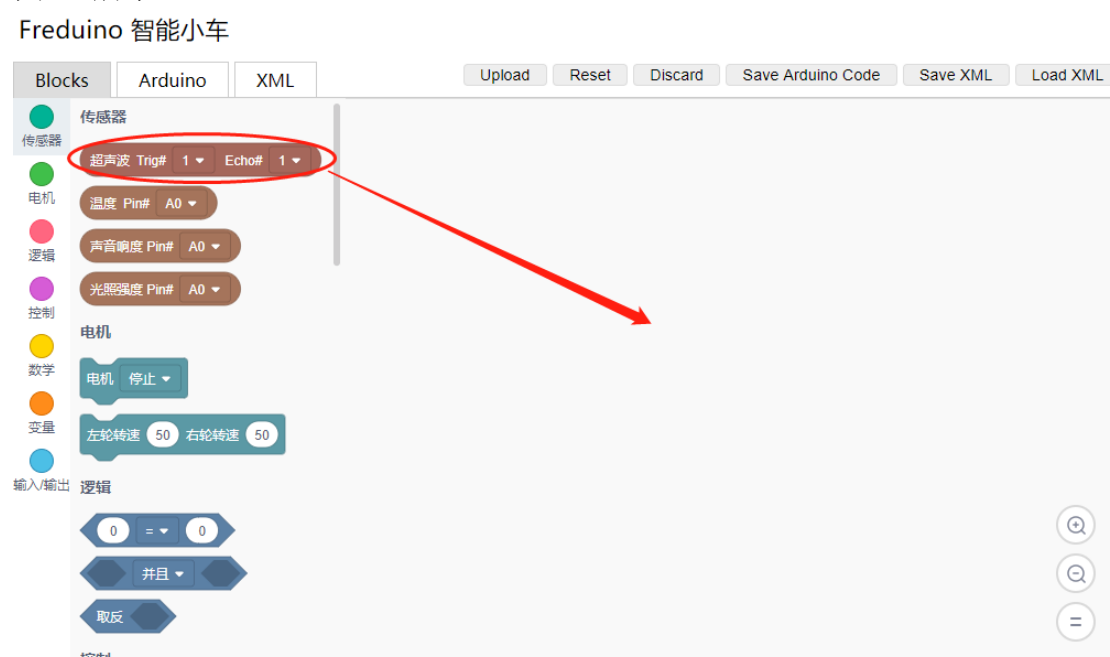 Freduino 智能小车
Blocks Arduino XML Upload Reset Discard Save Arduino Code Save XML Load XML
传感器
电机
逻辑
控制
数学
变量
输入/输出
传感器
超声波 Trig# 1 Echo# 1
温度 Pin# A0
声音响度 Pin# A0
光照强度 Pin# A0
电机
电机 停止
左轮转速 50 右轮转速 50
逻辑
0 = 0
并且
取反